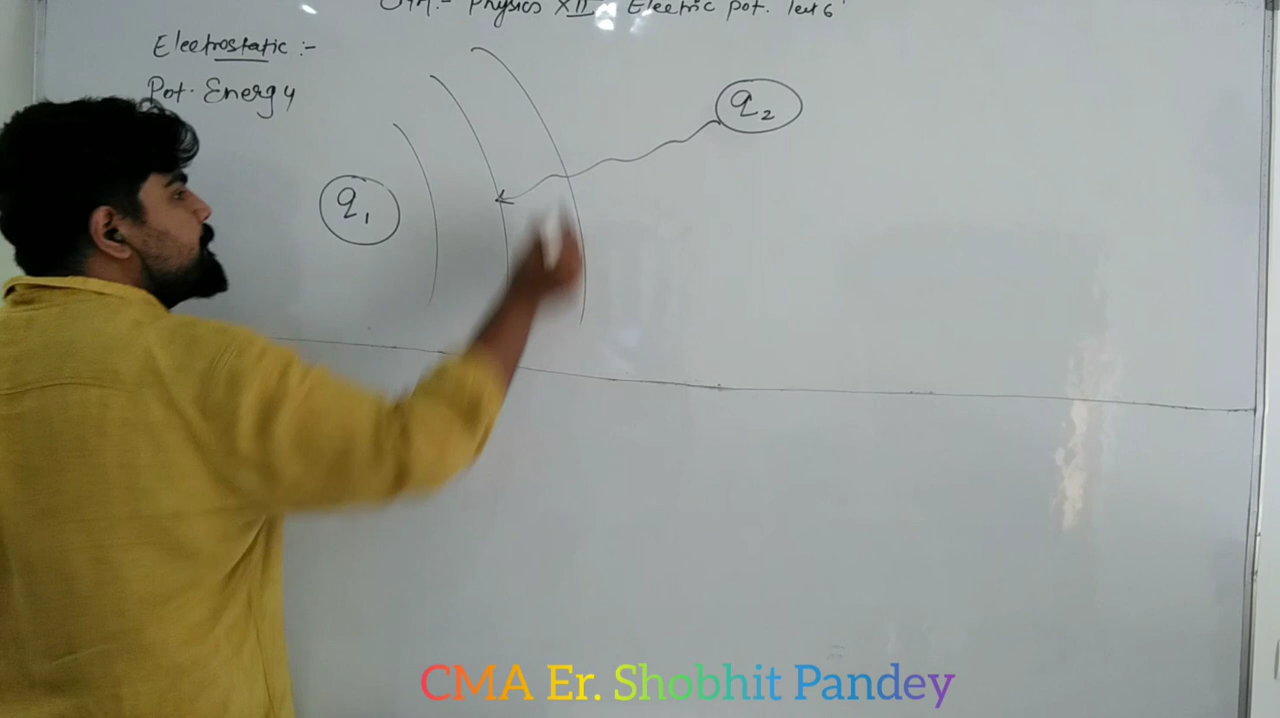 Physics XII Electric pot. lect 6
Electrostatic :-
Pot. Energy
q1
q2
CMA Er. Shobhit Pandey